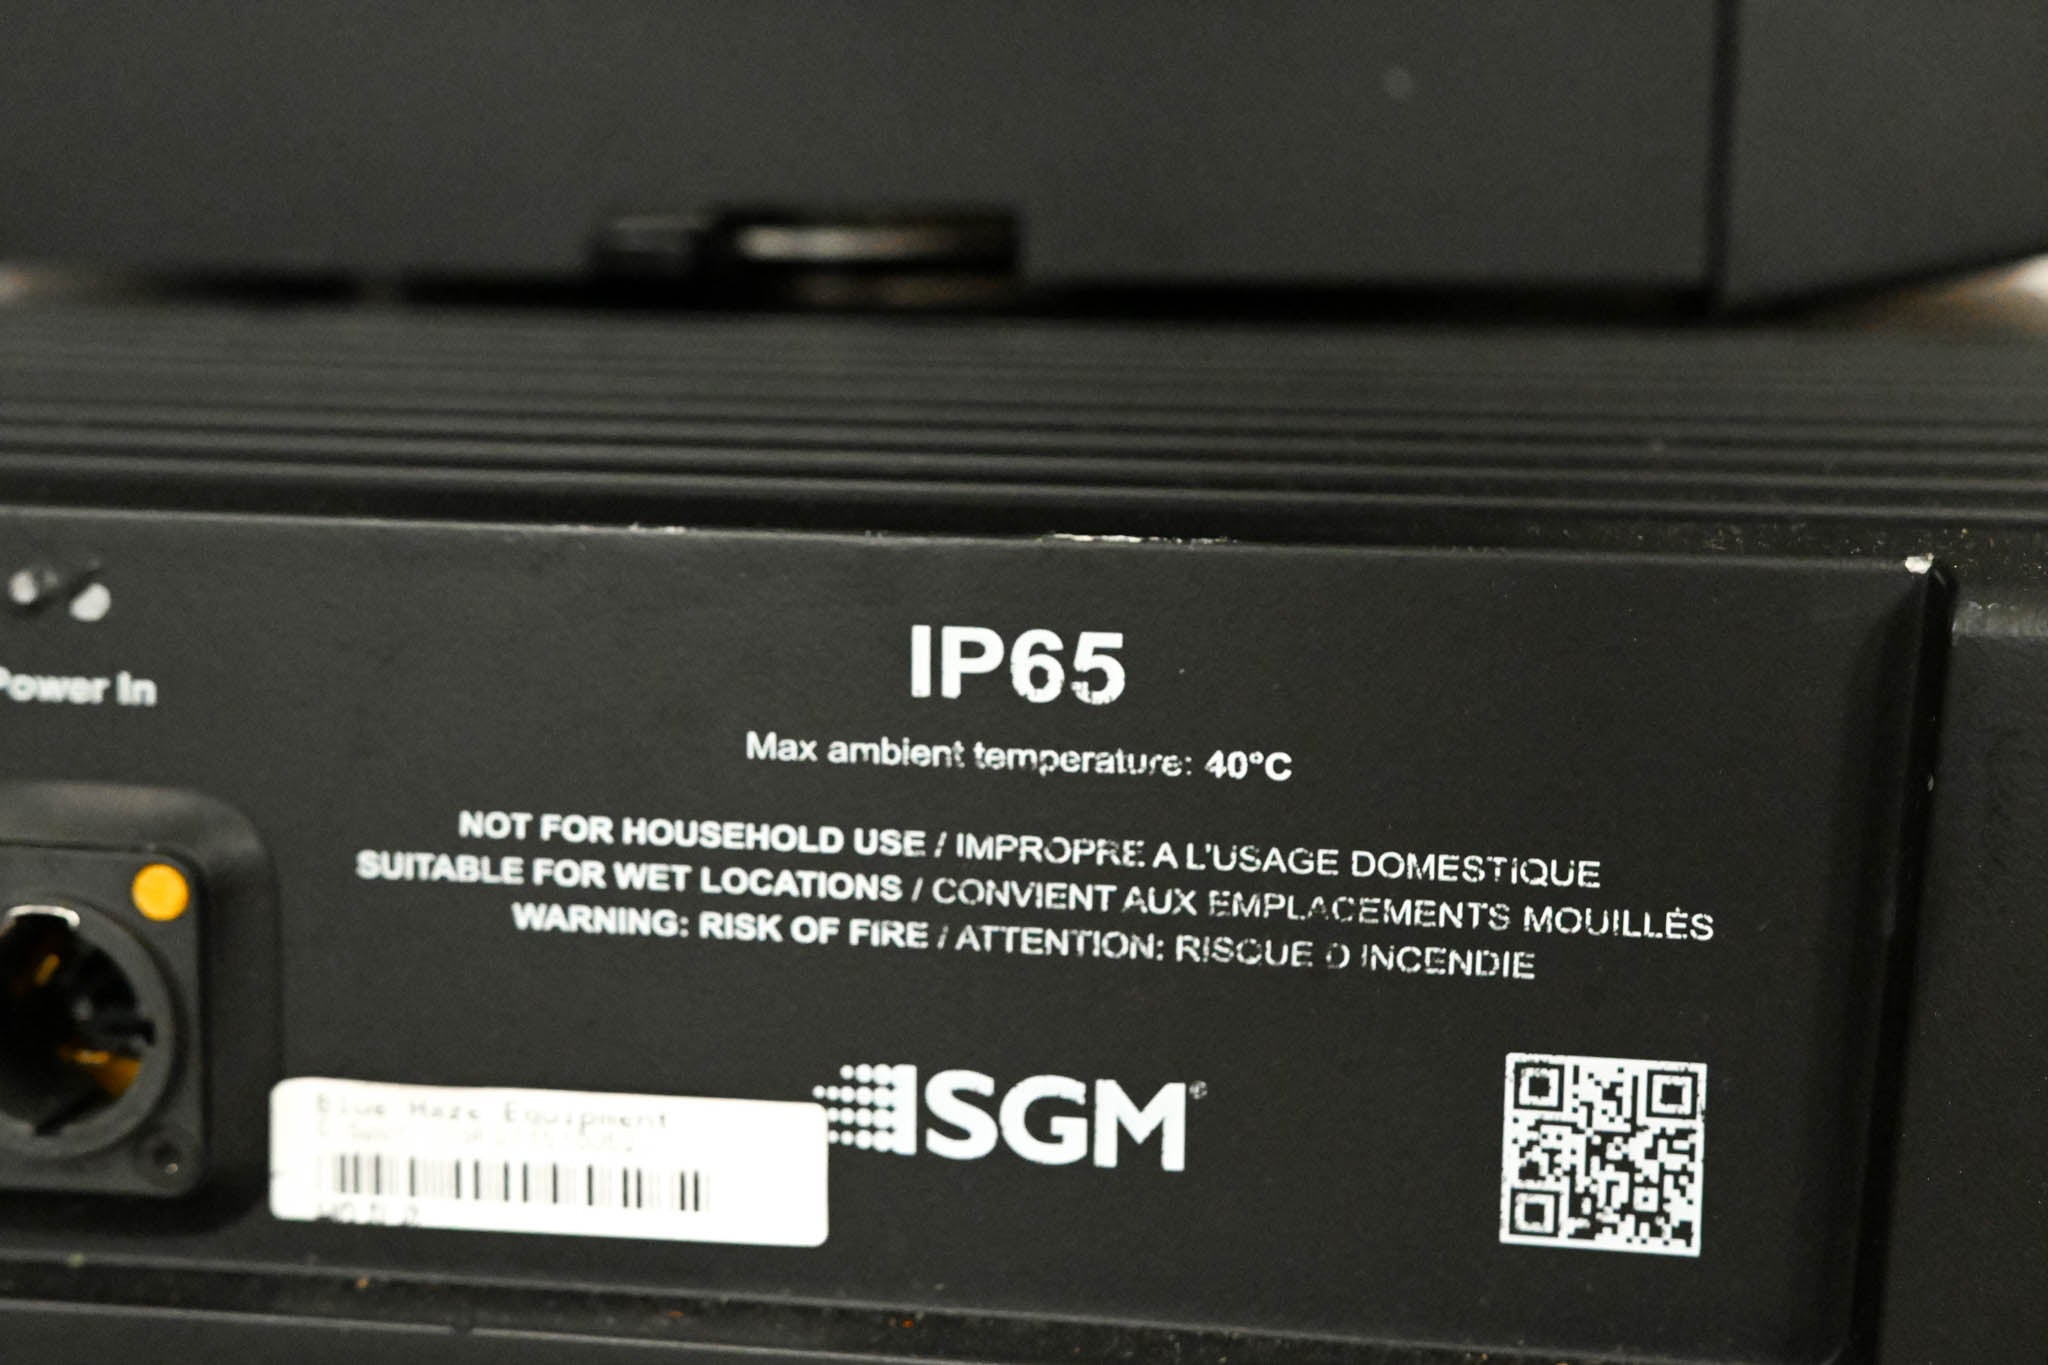 Power In
IP65
Max ambient temperature: 40°C
NOT FOR HOUSEHOLD USE / IMPROPRE A L'USAGE DOMESTIQUE
SUITABLE FOR WET LOCATIONS / CONVIENT AUX EMPLACEMENTS MOUILLÉS
WARNING: RISK OF FIRE / ATTENTION: RISQUE D INCENDIE
SGM®
Blue Haze Equipment